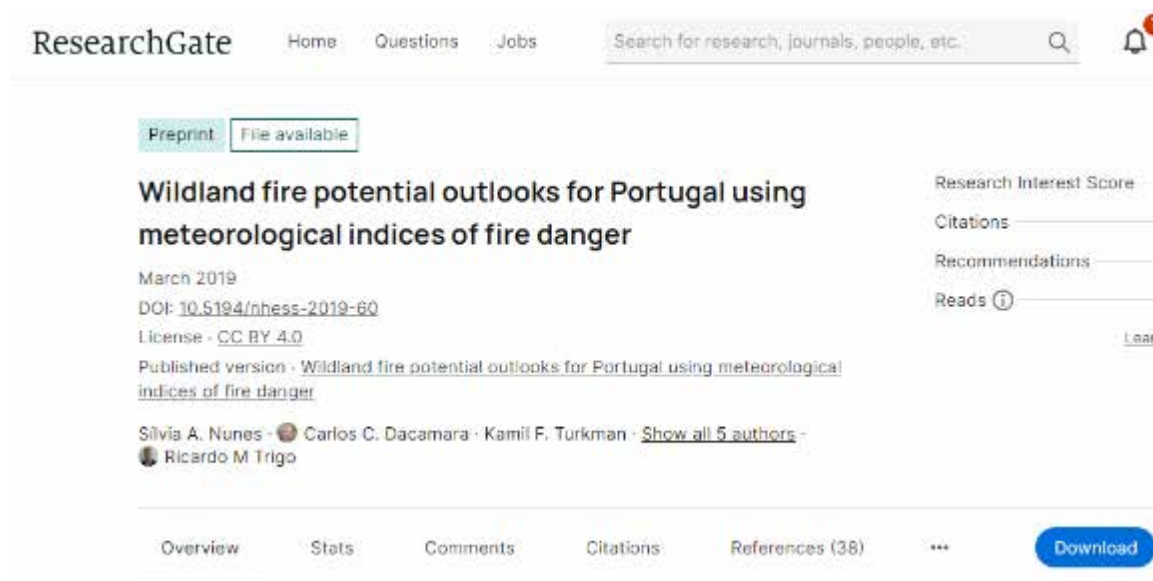 ResearchGate Home Questions Jobs Search for research, journals, people, etc.
Preprint File available
Wildland fire potential outlooks for Portugal using
meteorological indices of fire danger
March 2019
DOI: 10.5194/nhess-2019-60
License · CC BY 4.0
Published version · Wildland fire potential outlooks for Portugal using meteorological
indices of fire danger
Sílvia A. Nunes · Carlos C. Dacamara · Kamil F. Turkman · Show all 5 authors ·
Ricardo M Trigo
Research Interest Score
Citations
Recommendations
Reads
Overview Stats Comments Citations References (38) ••• Download